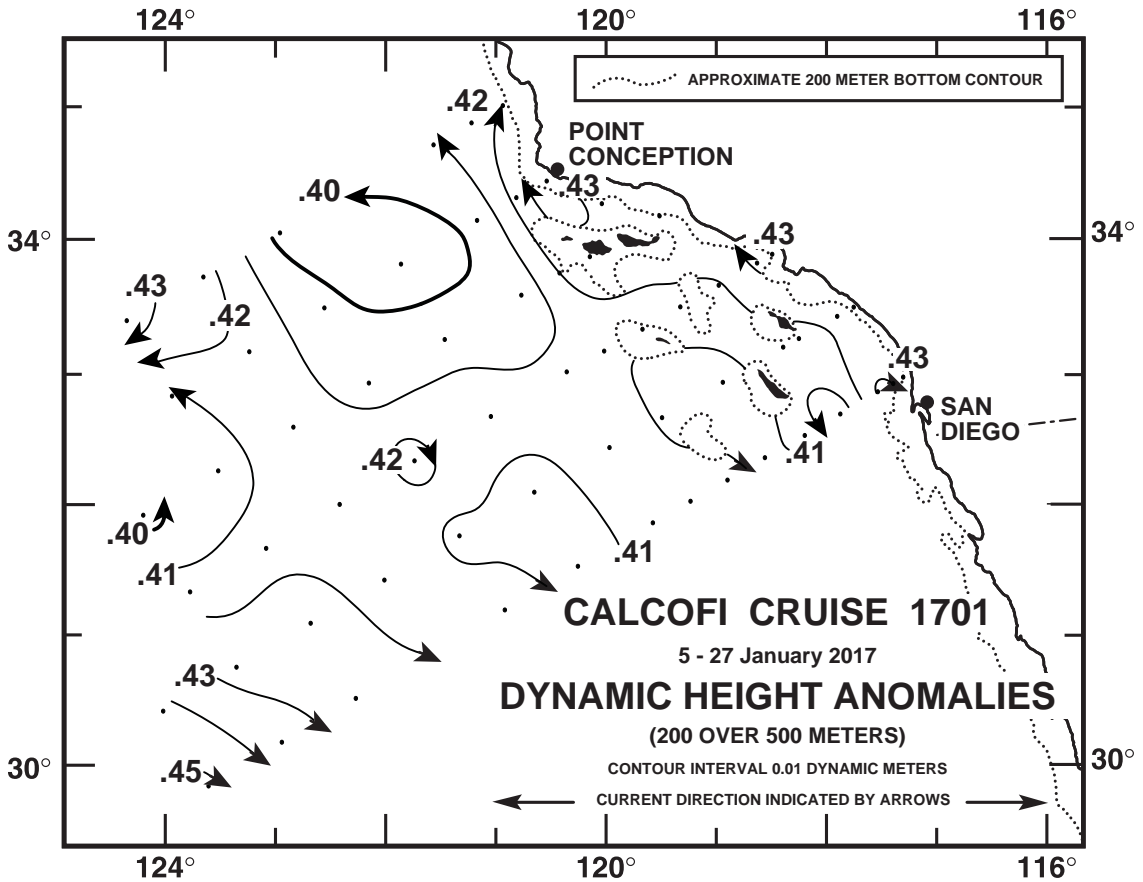 124° 120° 116°
APPROXIMATE 200 METER BOTTOM CONTOUR
.42
POINT
CONCEPTION
.43
.40
34° .43 34°
.43
.42
.43
SAN
DIEGO
.41
.42
.40
.41
.41
CALCOFI CRUISE 1701
5 - 27 January 2017
.43
DYNAMIC HEIGHT ANOMALIES
(200 OVER 500 METERS)
30° 30°
.45
CONTOUR INTERVAL 0.01 DYNAMIC METERS
CURRENT DIRECTION INDICATED BY ARROWS
124° 120° 116°